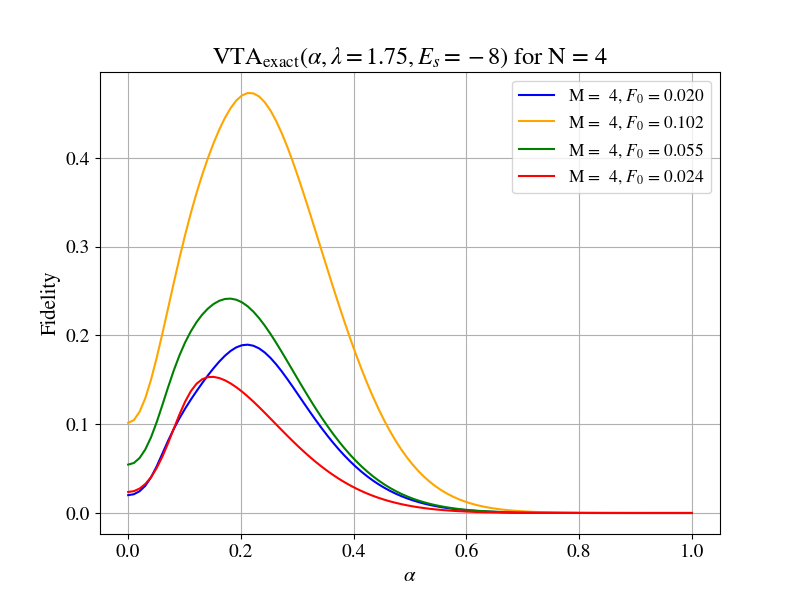 VTA_exact(α, λ = 1.75, E_s = −8) for N = 4
M = 4, F_0 = 0.020
M = 4, F_0 = 0.102
M = 4, F_0 = 0.055
M = 4, F_0 = 0.024
Fidelity
0.4
0.3
0.2
0.1
0.0
0.0 0.2 0.4 0.6 0.8 1.0
α